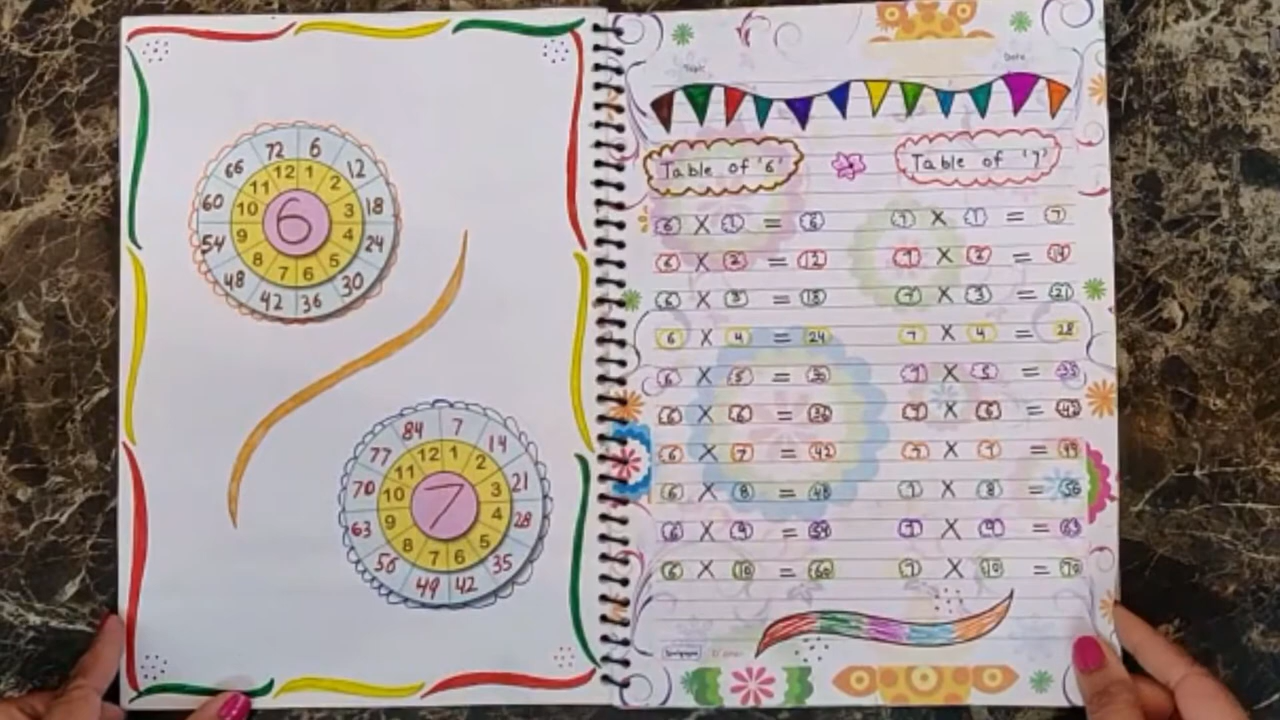 6
1 2 3 4 5 6 7 8 9 10 11 12
6 12 18 24 30 36 42 48 54 60 66 72
7
1 2 3 4 5 6 7 8 9 10 11 12
7 14 21 28 35 42 49 56 63 70 77 84
Topic Date
Table of '6' Table of '7'
6 X 1 = 6 7 X 1 = 7
6 X 2 = 12 7 X 2 = 14
6 X 3 = 18 7 X 3 = 21
6 X 4 = 24 7 X 4 = 28
6 X 5 = 30 7 X 5 = 35
6 X 6 = 36 7 X 6 = 42
6 X 7 = 42 7 X 7 = 49
6 X 8 = 48 7 X 8 = 56
6 X 9 = 54 7 X 9 = 63
6 X 10 = 60 7 X 10 = 70